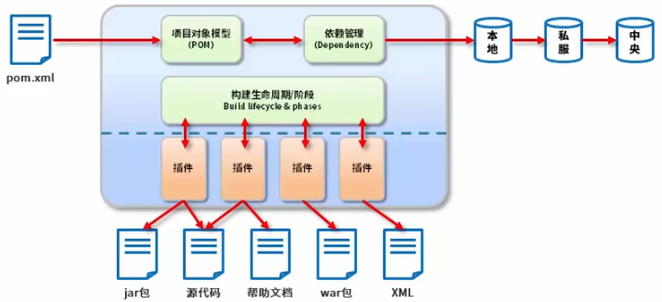 项目对象模型
(POM)
依赖管理
(Dependency)
本地
私服
中央
pom.xml
构建生命周期/阶段
Build lifecycle & phases
插件
插件
插件
插件
jar包
源代码
帮助文档
war包
XML